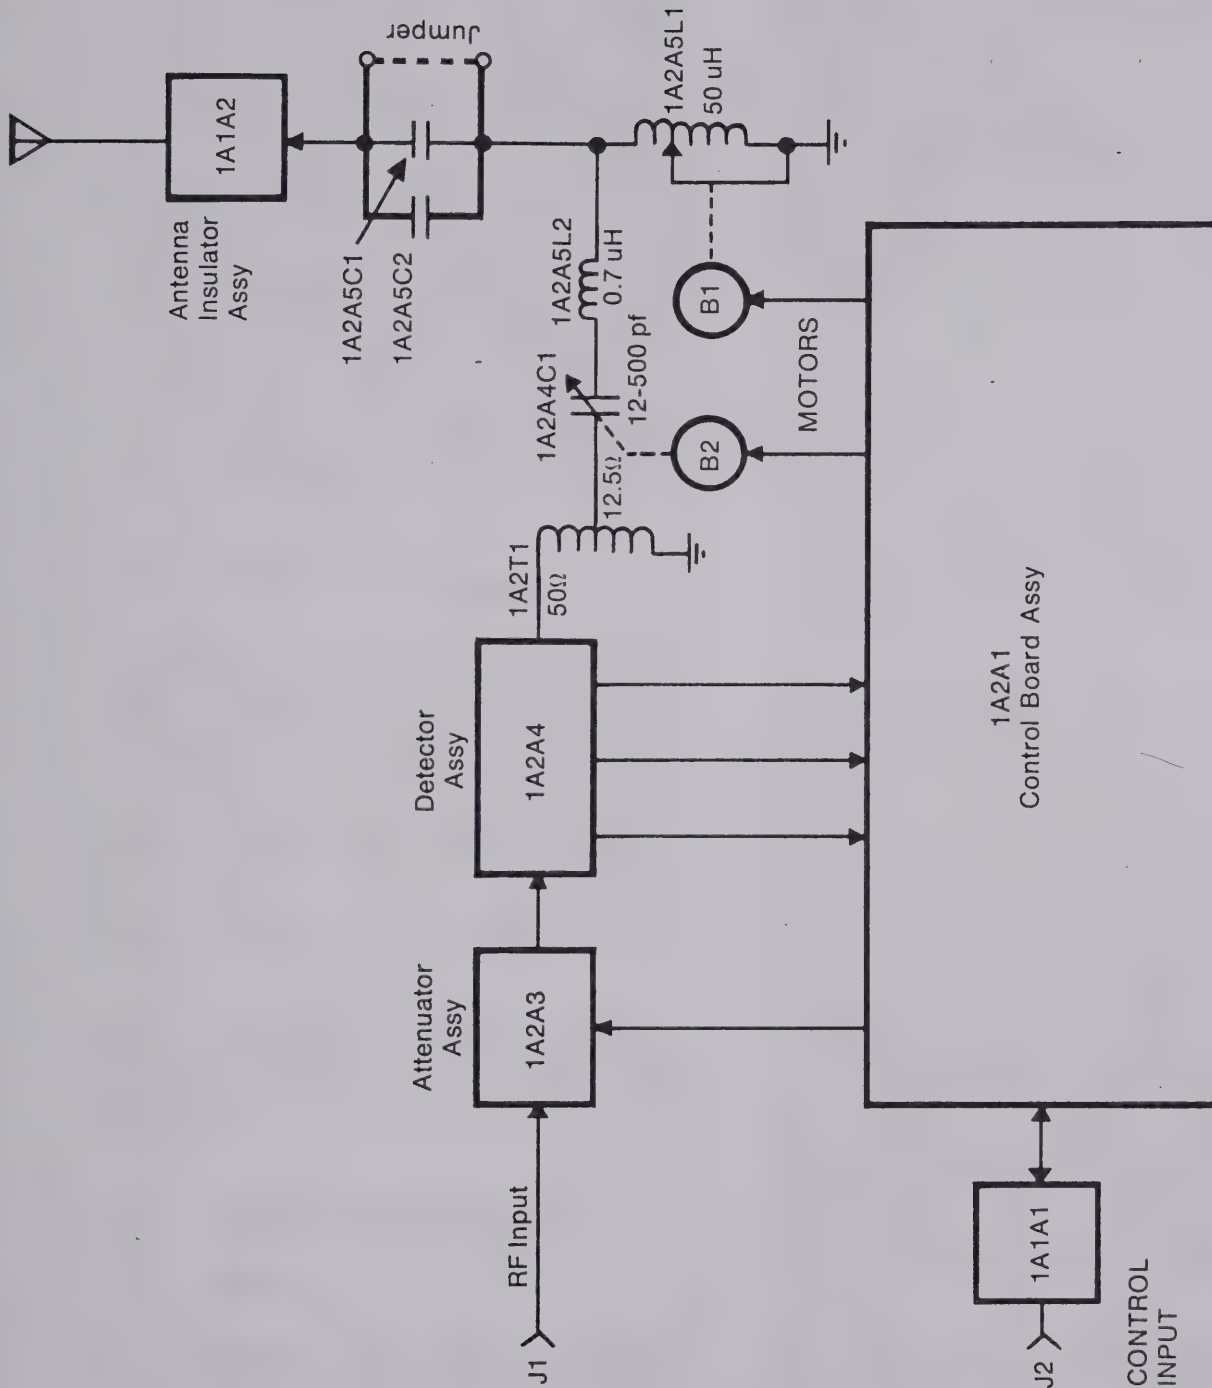 Jumper
1A1A2
Antenna
Insulator
Assy
1A2A5C1
1A2A5C2
1A2A5L1
50 uH
1A2A5L2
0.7 uH
1A2A4C1
12-500 pf
12.5Ω
1A2T1
50Ω
B1
B2
MOTORS
Detector
Assy
1A2A4
Attenuator
Assy
1A2A3
RF Input
J1
1A2A1
Control Board Assy
1A1A1
J2
CONTROL
INPUT